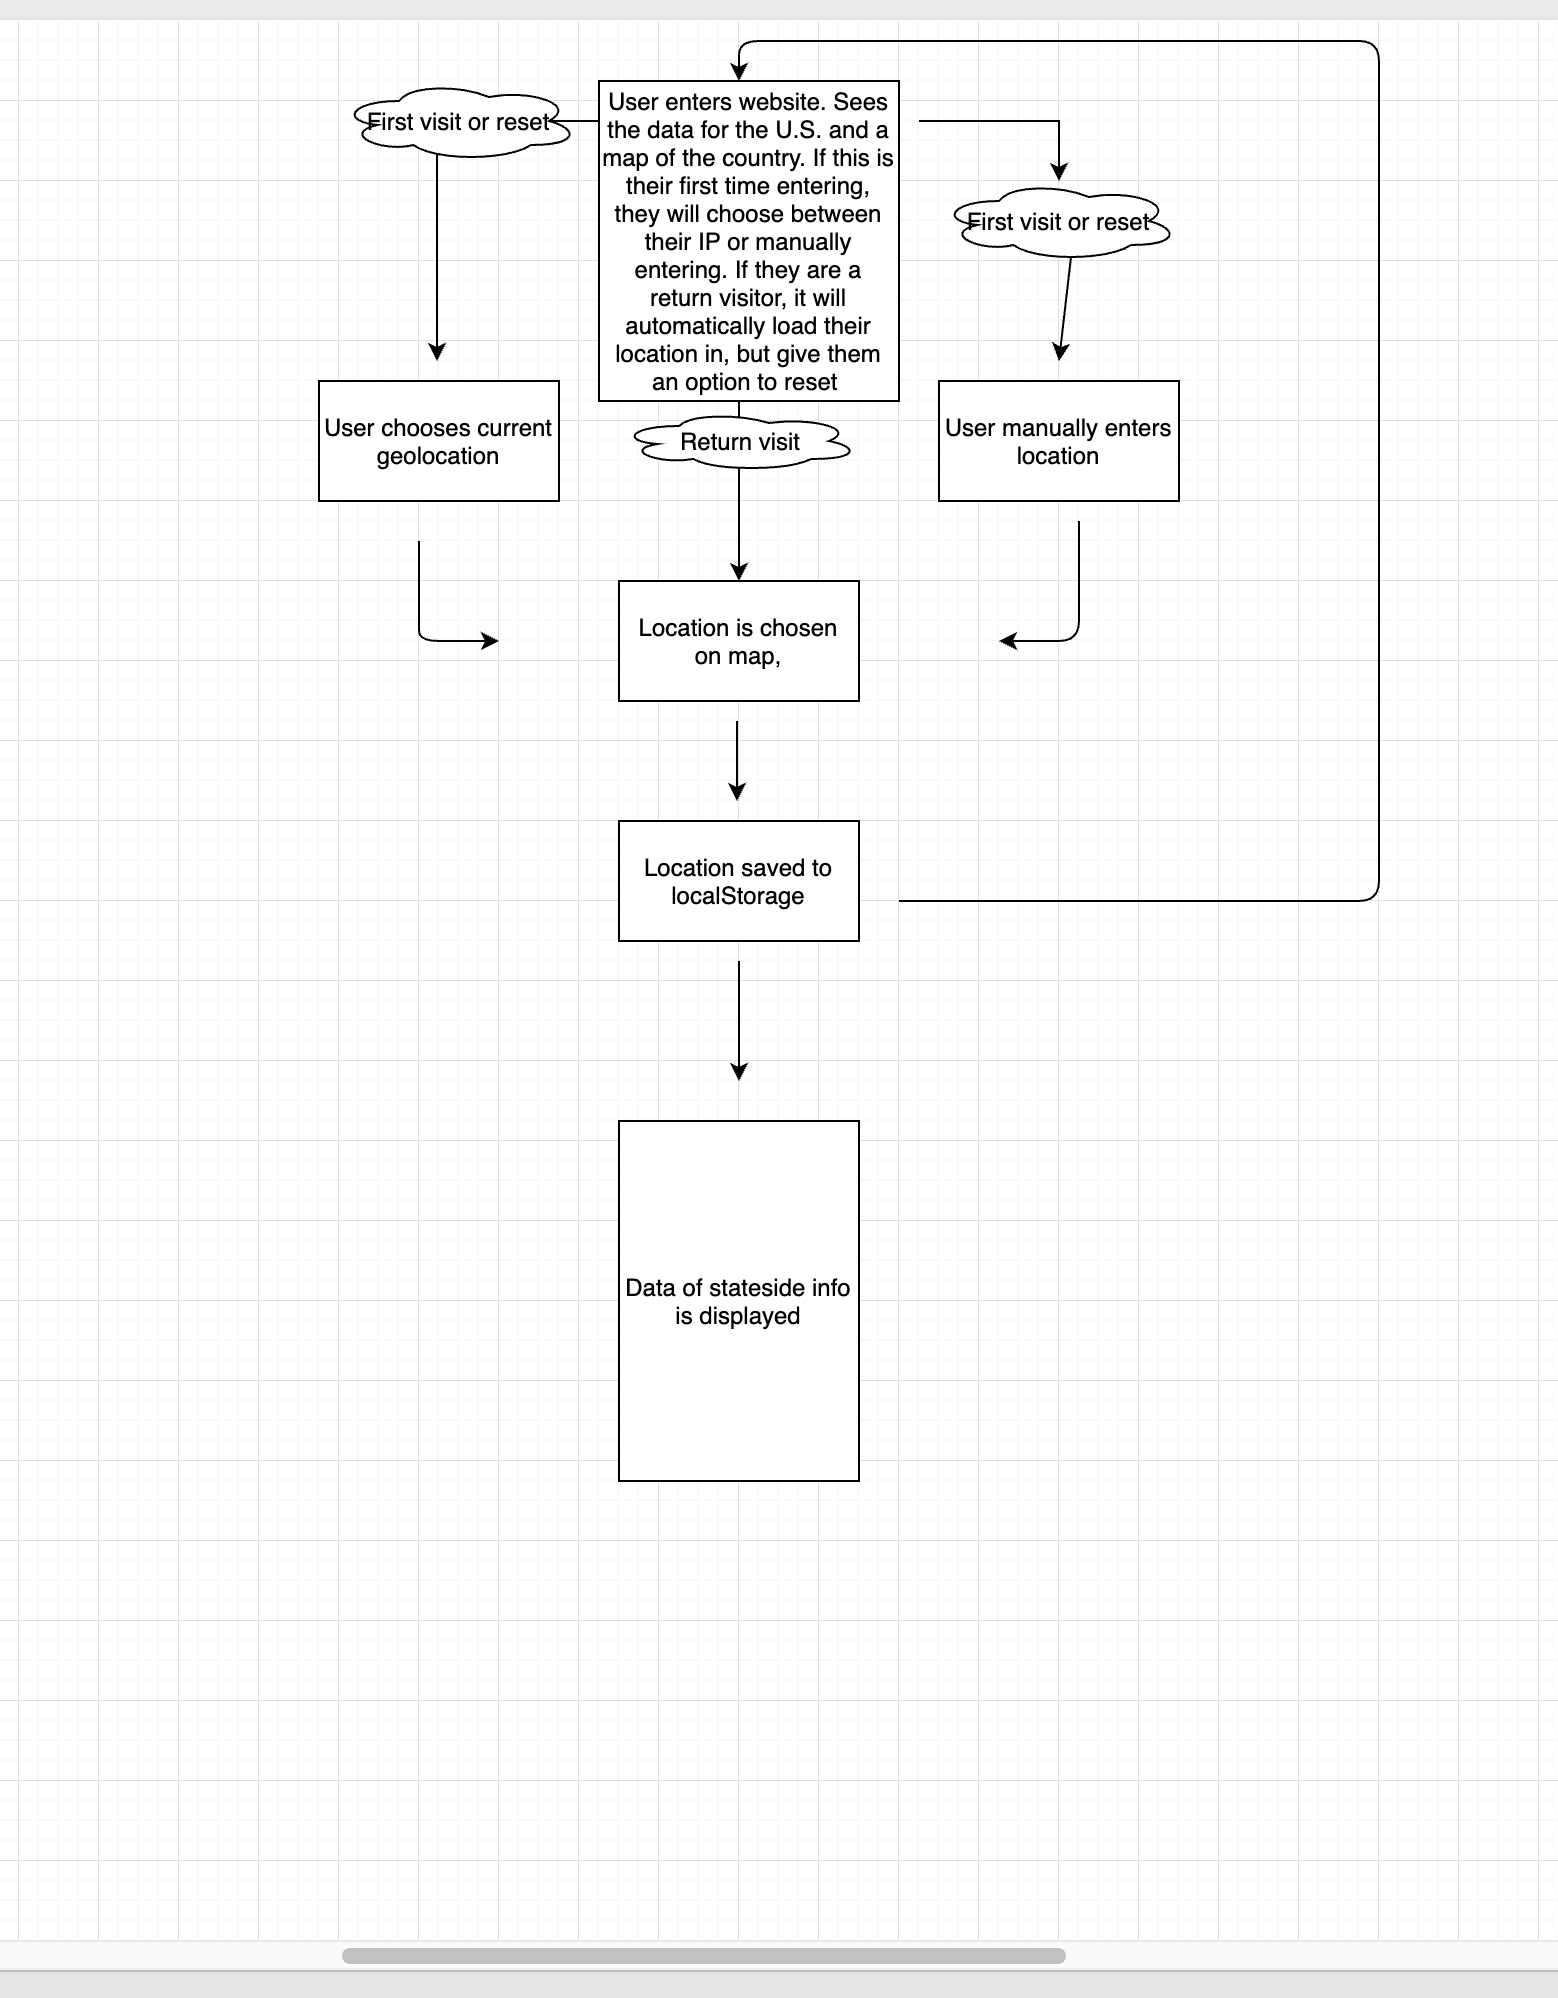 First visit or reset
User enters website. Sees
the data for the U.S. and a
map of the country. If this is
their first time entering,
they will choose between
their IP or manually
entering. If they are a
return visitor, it will
automatically load their
location in, but give them
an option to reset
First visit or reset
User chooses current
geolocation
Return visit
User manually enters
location
Location is chosen
on map,
Location saved to
localStorage
Data of stateside info
is displayed